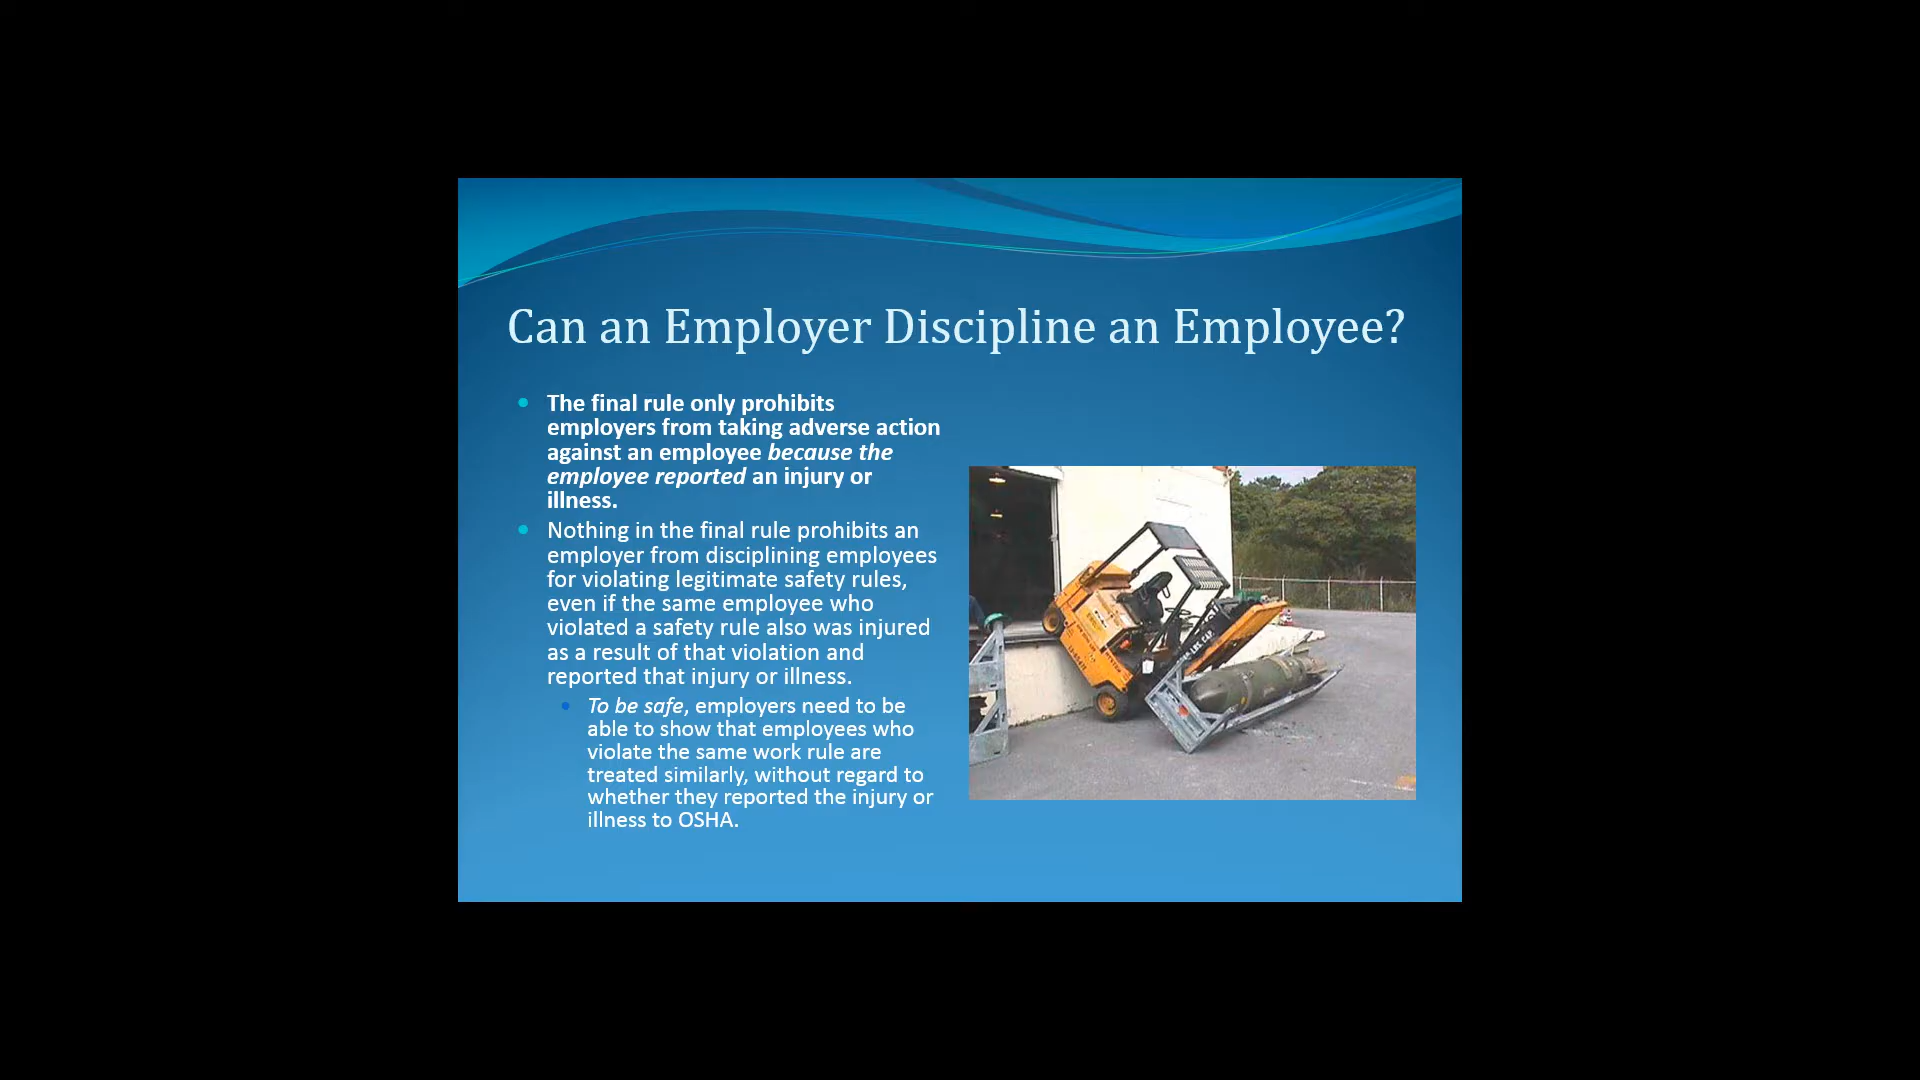 Can an Employer Discipline an Employee?
The final rule only prohibits
employers from taking adverse action
against an employee because the
employee reported an injury or
illness.
Nothing in the final rule prohibits an
employer from disciplining employees
for violating legitimate safety rules,
even if the same employee who
violated a safety rule also was injured
as a result of that violation and
reported that injury or illness.
To be safe, employers need to be
able to show that employees who
violate the same work rule are
treated similarly, without regard to
whether they reported the injury or
illness to OSHA.